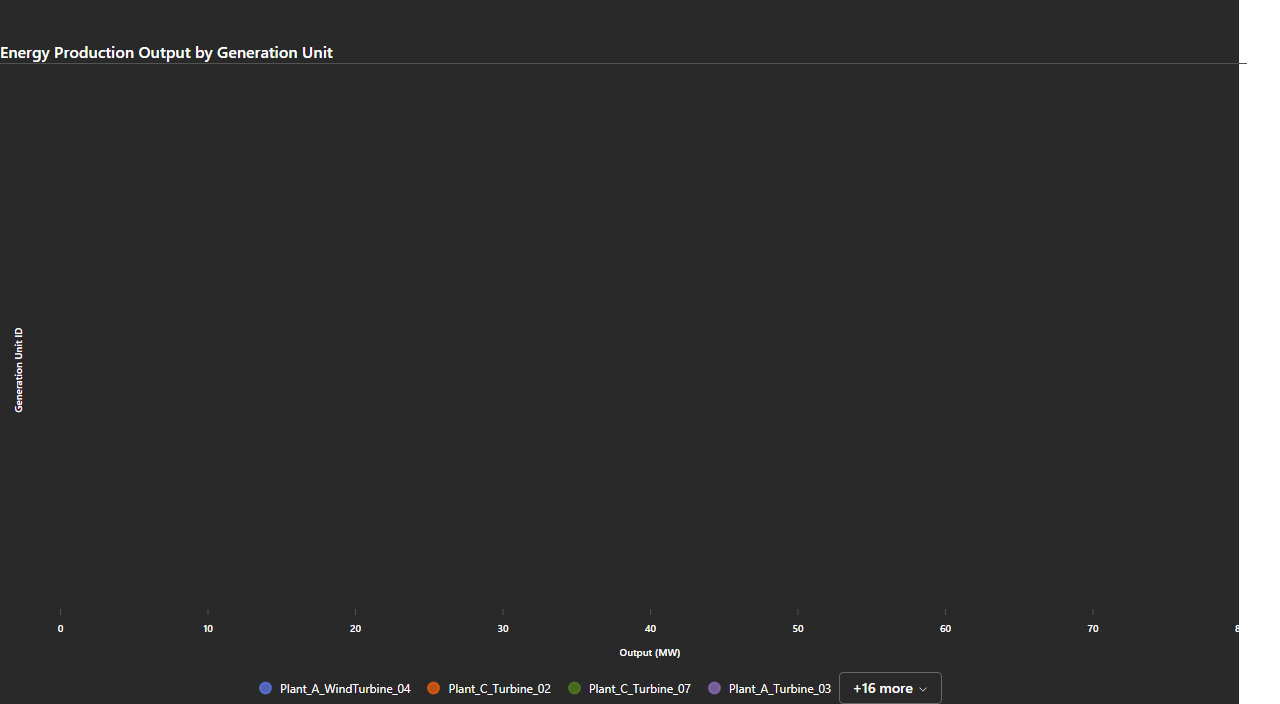 Energy Production Output by Generation Unit
Generation Unit ID
0 10 20 30 40 50 60 70
Output (MW)
Plant_A_WindTurbine_04 Plant_C_Turbine_02 Plant_C_Turbine_07 Plant_A_Turbine_03 +16 more